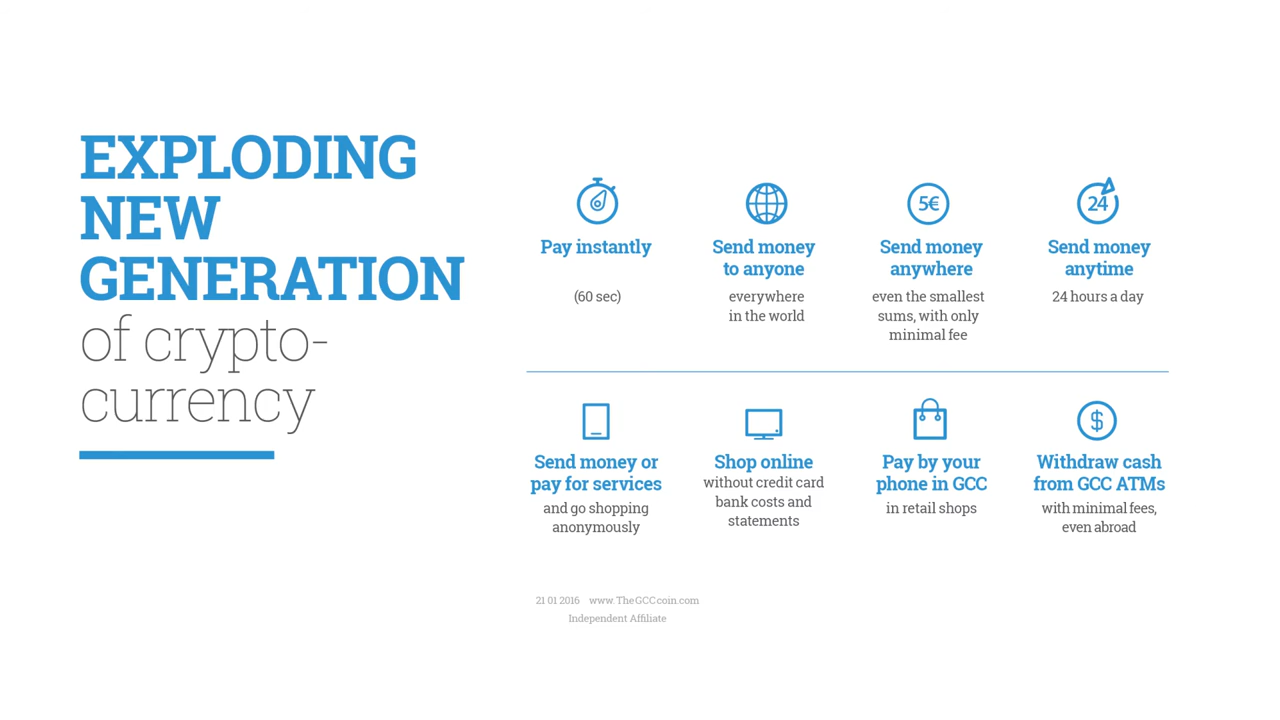 EXPLODING
NEW
GENERATION
of crypto-
currency
5€
24
Pay instantly
(60 sec)
Send money
to anyone
everywhere
in the world
Send money
anywhere
even the smallest
sums, with only
minimal fee
Send money
anytime
24 hours a day
$
Send money or
pay for services
and go shopping
anonymously
Shop online
without credit card
bank costs and
statements
Pay by your
phone in GCC
in retail shops
Withdraw cash
from GCC ATMs
with minimal fees,
even abroad
21 01 2016 www.TheGCCcoin.com
Independent Affiliate